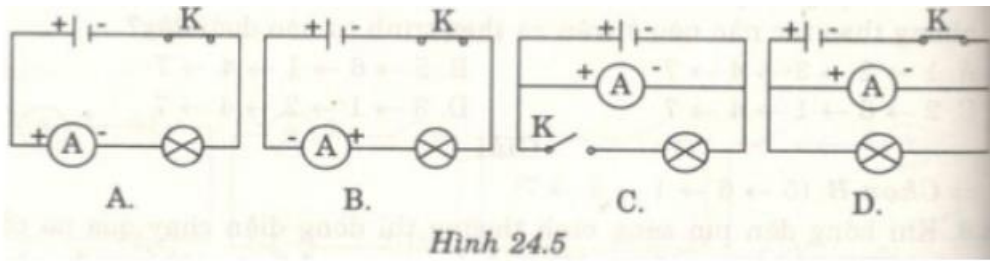 + - K + - K + - + - K
+ A - - A + + A - + A -
K
A. B. C. D.
Hình 24.5